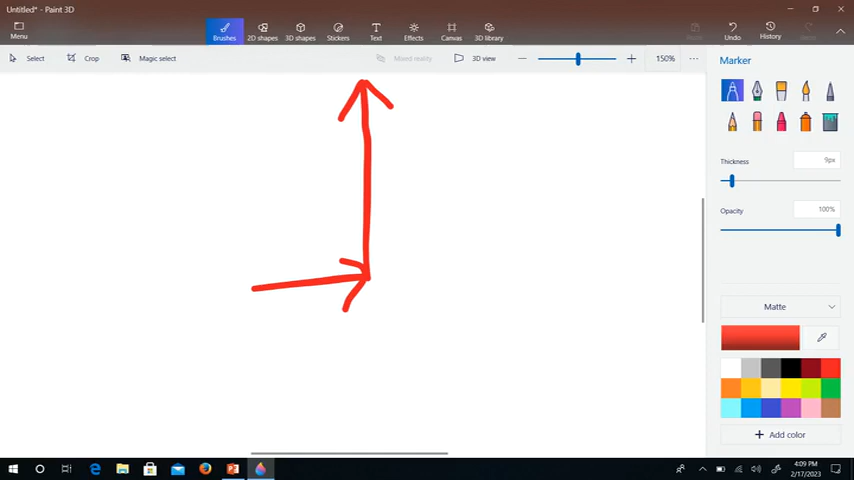 Untitled* - Paint 3D
Menu
Brushes
2D shapes
3D shapes
Stickers
Text
Effects
Canvas
3D library
Undo
History
Select
Crop
Magic select
Mixed reality
3D view
150%
Marker
Thickness
9px
Opacity
100%
Matte
Add color
4:09 PM
2/17/2023